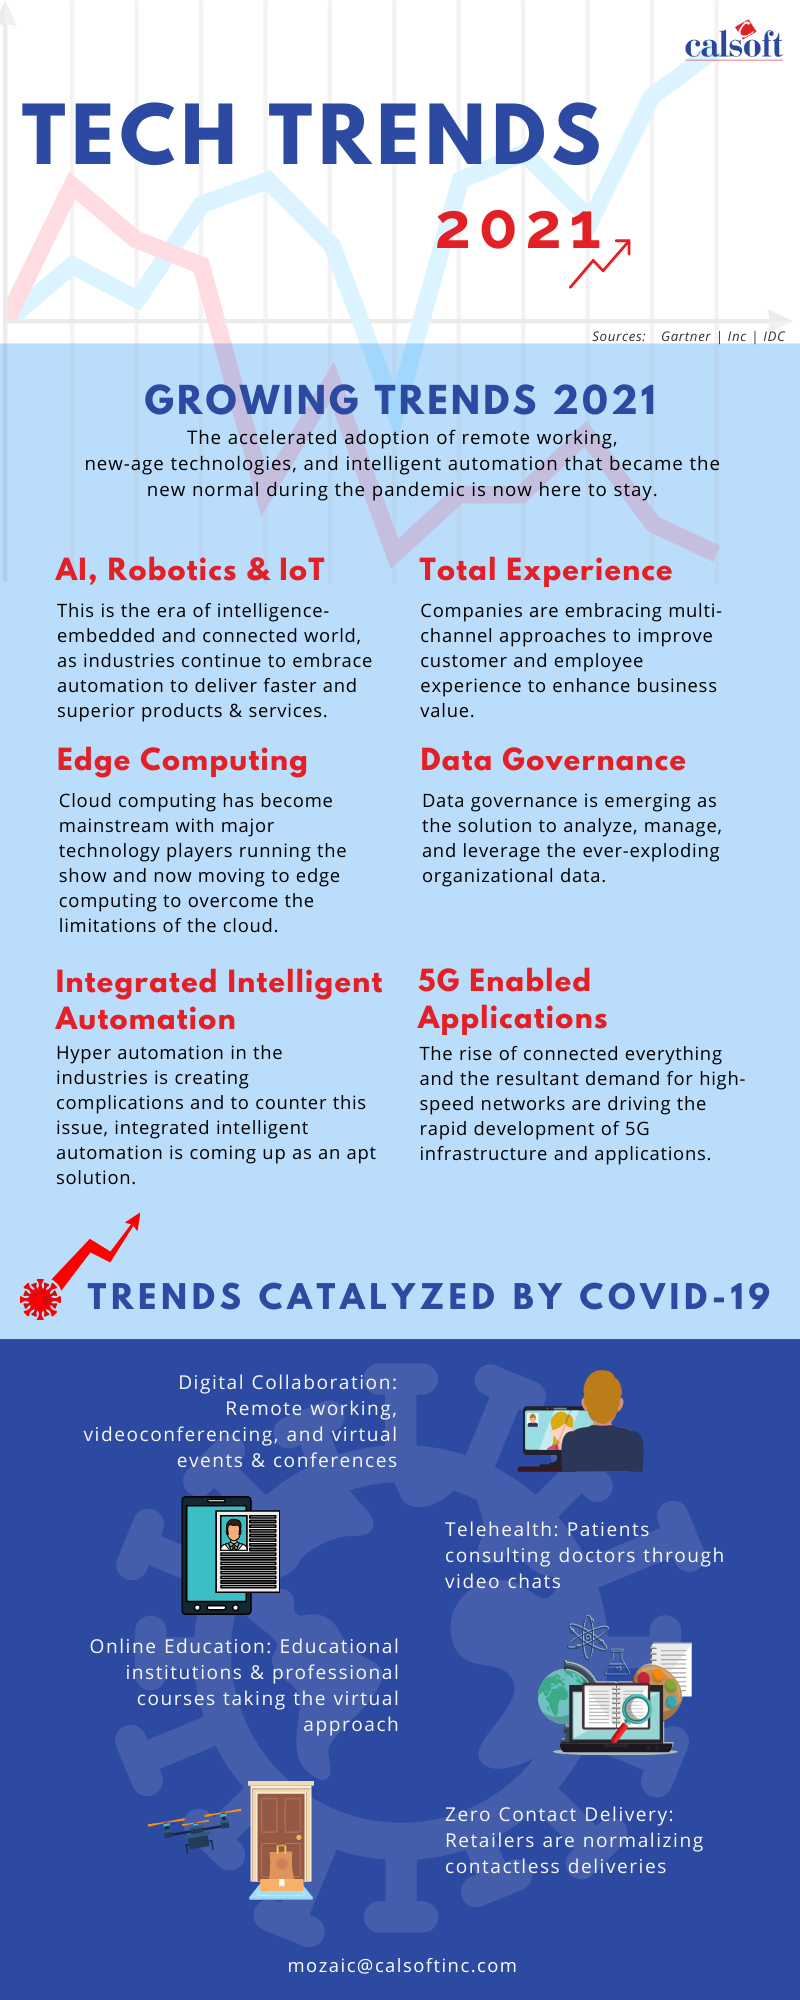 calsoft
TECH TRENDS
2021
Sources: Gartner | Inc | IDC
GROWING TRENDS 2021
The accelerated adoption of remote working,
new-age technologies, and intelligent automation that became the
new normal during the pandemic is now here to stay.
AI, Robotics & IoT
This is the era of intelligence-
embedded and connected world,
as industries continue to embrace
automation to deliver faster and
superior products & services.
Total Experience
Companies are embracing multi-
channel approaches to improve
customer and employee
experience to enhance business
value.
Edge Computing
Cloud computing has become
mainstream with major
technology players running the
show and now moving to edge
computing to overcome the
limitations of the cloud.
Data Governance
Data governance is emerging as
the solution to analyze, manage,
and leverage the ever-exploding
organizational data.
Integrated Intelligent
Automation
Hyper automation in the
industries is creating
complications and to counter this
issue, integrated intelligent
automation is coming up as an apt
solution.
5G Enabled
Applications
The rise of connected everything
and the resultant demand for high-
speed networks are driving the
rapid development of 5G
infrastructure and applications.
TRENDS CATALYZED BY COVID-19
Digital Collaboration:
Remote working,
videoconferencing, and virtual
events & conferences
Telehealth: Patients
consulting doctors through
video chats
Online Education: Educational
institutions & professional
courses taking the virtual
approach
Zero Contact Delivery:
Retailers are normalizing
contactless deliveries
mozaic@calsoftinc.com